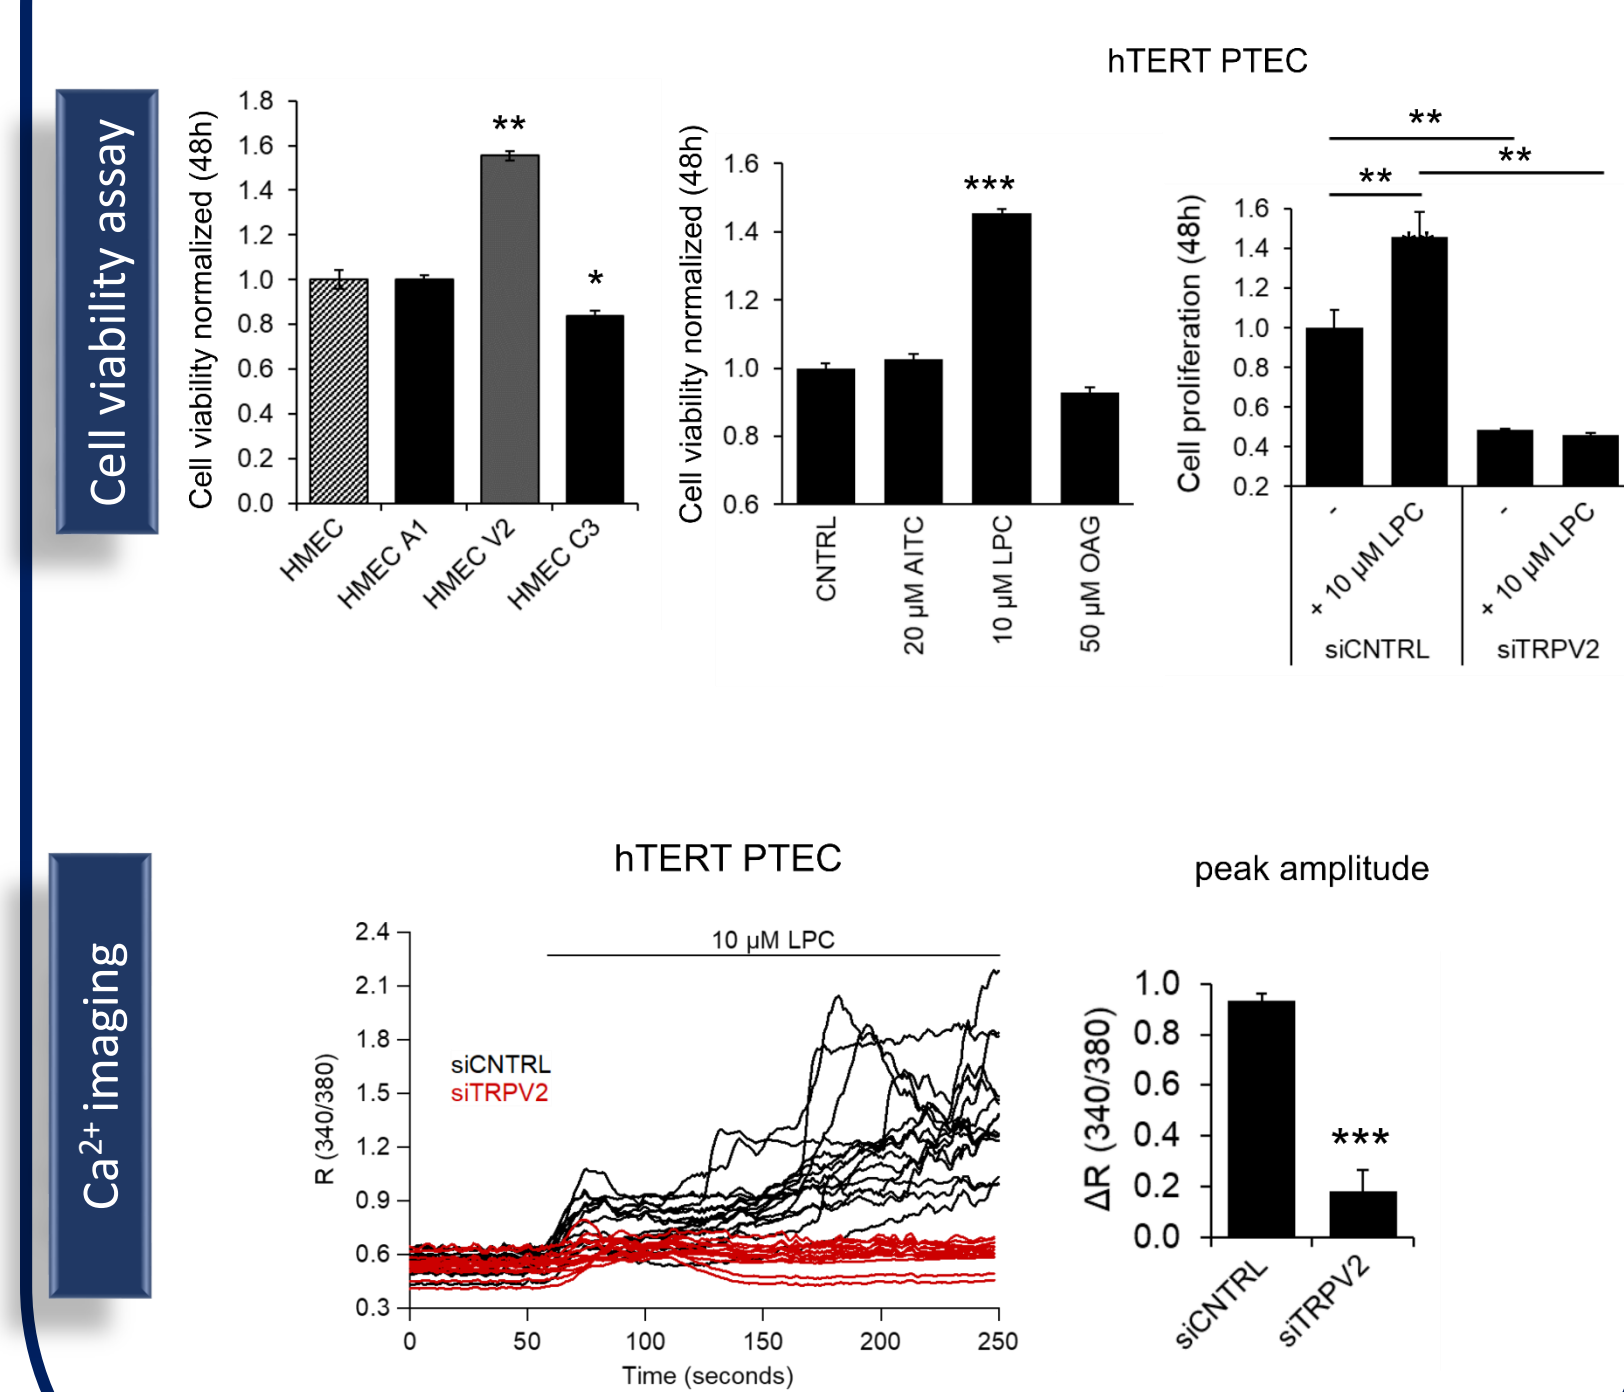 Cell viability assay
Cell viability normalized (48h)
1.8
1.6
1.4
1.2
1.0
0.8
0.6
0.4
0.2
0.0
**
*
HMEC
HMEC A1
HMEC V2
HMEC C3
hTERT PTEC
Cell viability normalized (48h)
1.6
1.4
1.2
1.0
0.8
0.6
***
CNTRL
20 µM AITC
10 µM LPC
50 µM OAG
Cell proliferation (48h)
1.6
1.4
1.2
1.0
0.8
0.6
0.4
0.2
**
**
**
-
+ 10 µM LPC
-
+ 10 µM LPC
siCNTRL
siTRPV2
Ca2+ imaging
hTERT PTEC
R (340/380)
2.4
2.1
1.8
1.5
1.2
0.9
0.6
0.3
10 µM LPC
siCNTRL
siTRPV2
0 50 100 150 200 250
Time (seconds)
peak amplitude
ΔR (340/380)
1.0
0.8
0.6
0.4
0.2
0.0
***
siCNTRL
siTRPV2